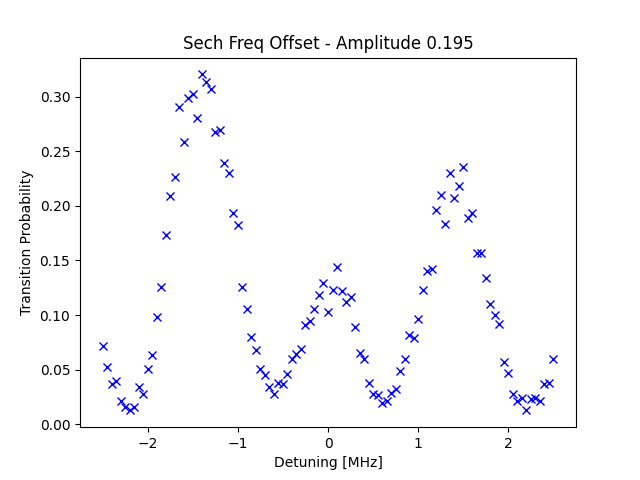 Sech Freq Offset - Amplitude 0.195
Transition Probability
0.30
0.25
0.20
0.15
0.10
0.05
0.00
−2 −1 0 1 2
Detuning [MHz]